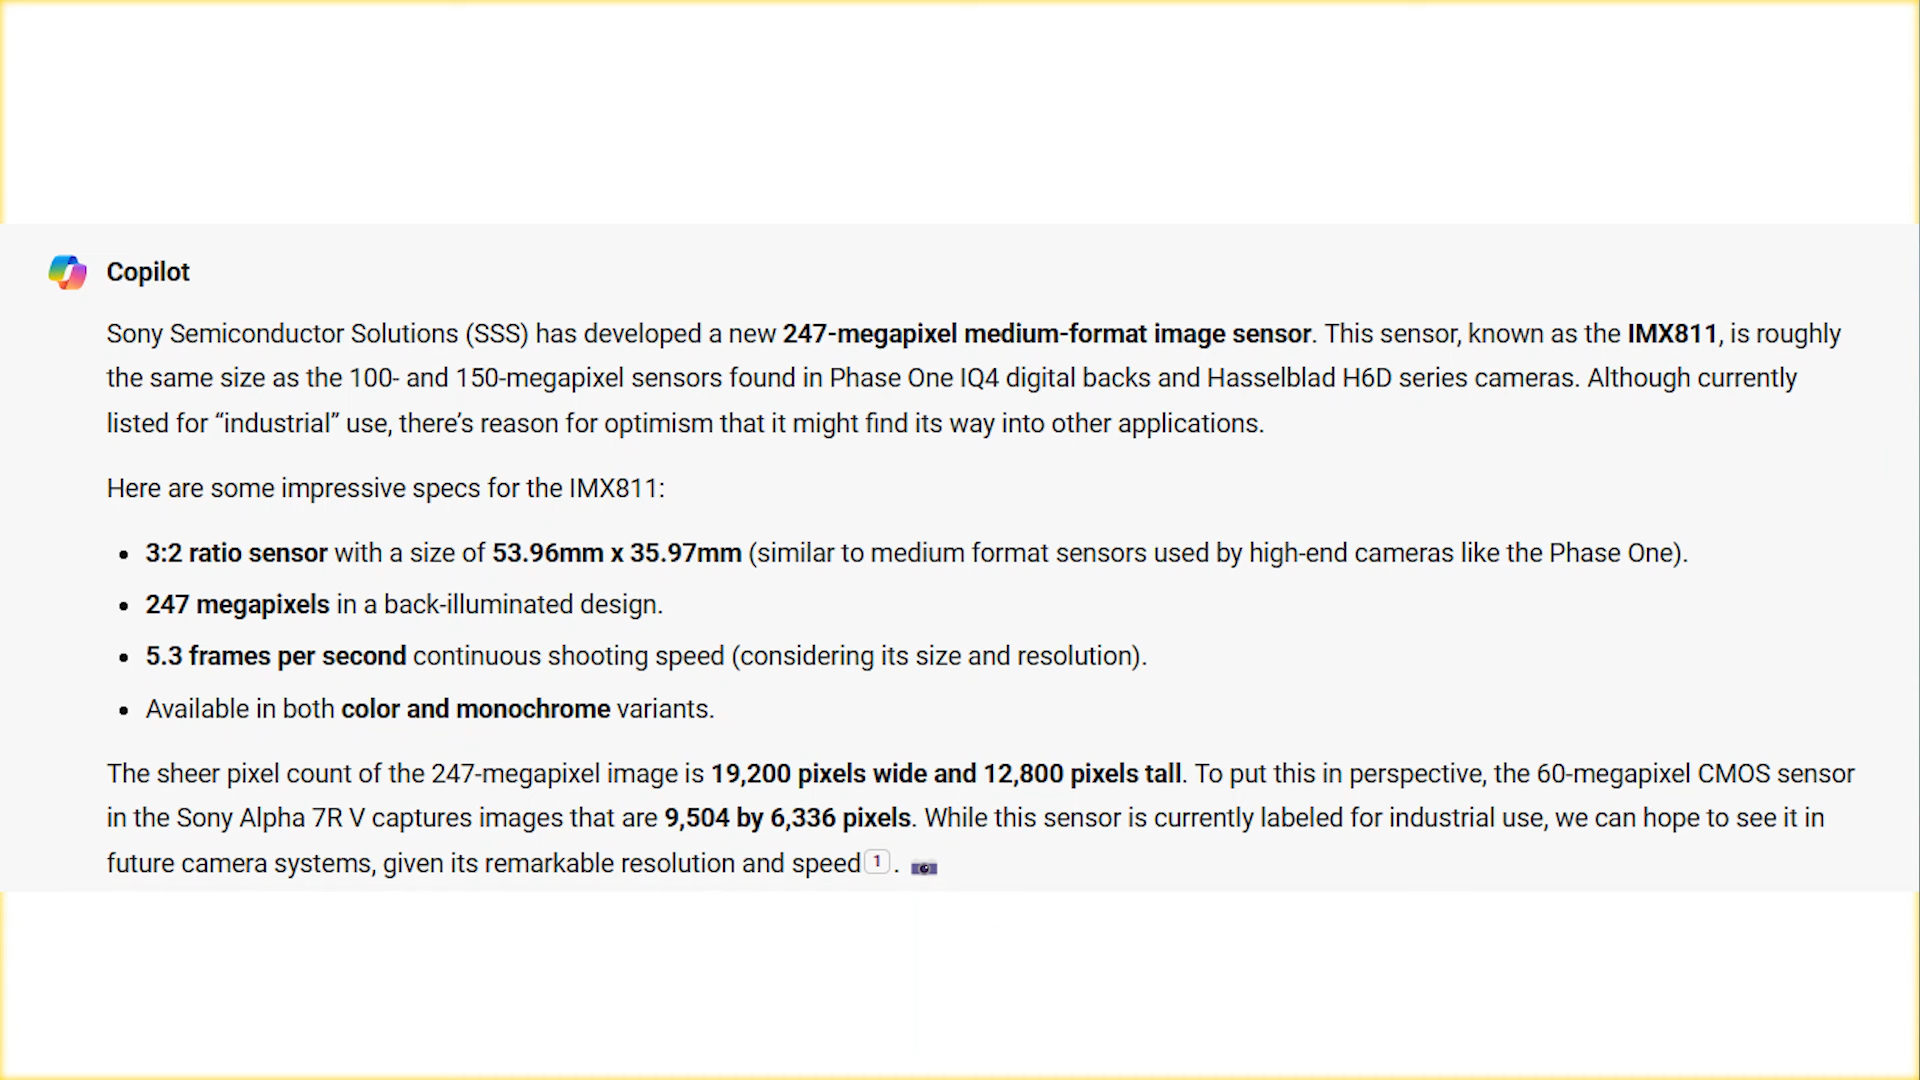 Copilot
Sony Semiconductor Solutions (SSS) has developed a new 247-megapixel medium-format image sensor. This sensor, known as the IMX811, is roughly
the same size as the 100- and 150-megapixel sensors found in Phase One IQ4 digital backs and Hasselblad H6D series cameras. Although currently
listed for “industrial” use, there’s reason for optimism that it might find its way into other applications.
Here are some impressive specs for the IMX811:
• 3:2 ratio sensor with a size of 53.96mm x 35.97mm (similar to medium format sensors used by high-end cameras like the Phase One).
• 247 megapixels in a back-illuminated design.
• 5.3 frames per second continuous shooting speed (considering its size and resolution).
• Available in both color and monochrome variants.
The sheer pixel count of the 247-megapixel image is 19,200 pixels wide and 12,800 pixels tall. To put this in perspective, the 60-megapixel CMOS sensor
in the Sony Alpha 7R V captures images that are 9,504 by 6,336 pixels. While this sensor is currently labeled for industrial use, we can hope to see it in
future camera systems, given its remarkable resolution and speed 1 .